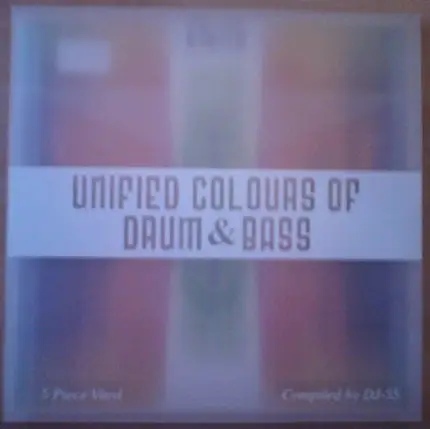 UNIFIED COLOURS OF
DRUM & BASS
5 Piece Vinyl
Compiled by DJ-SS